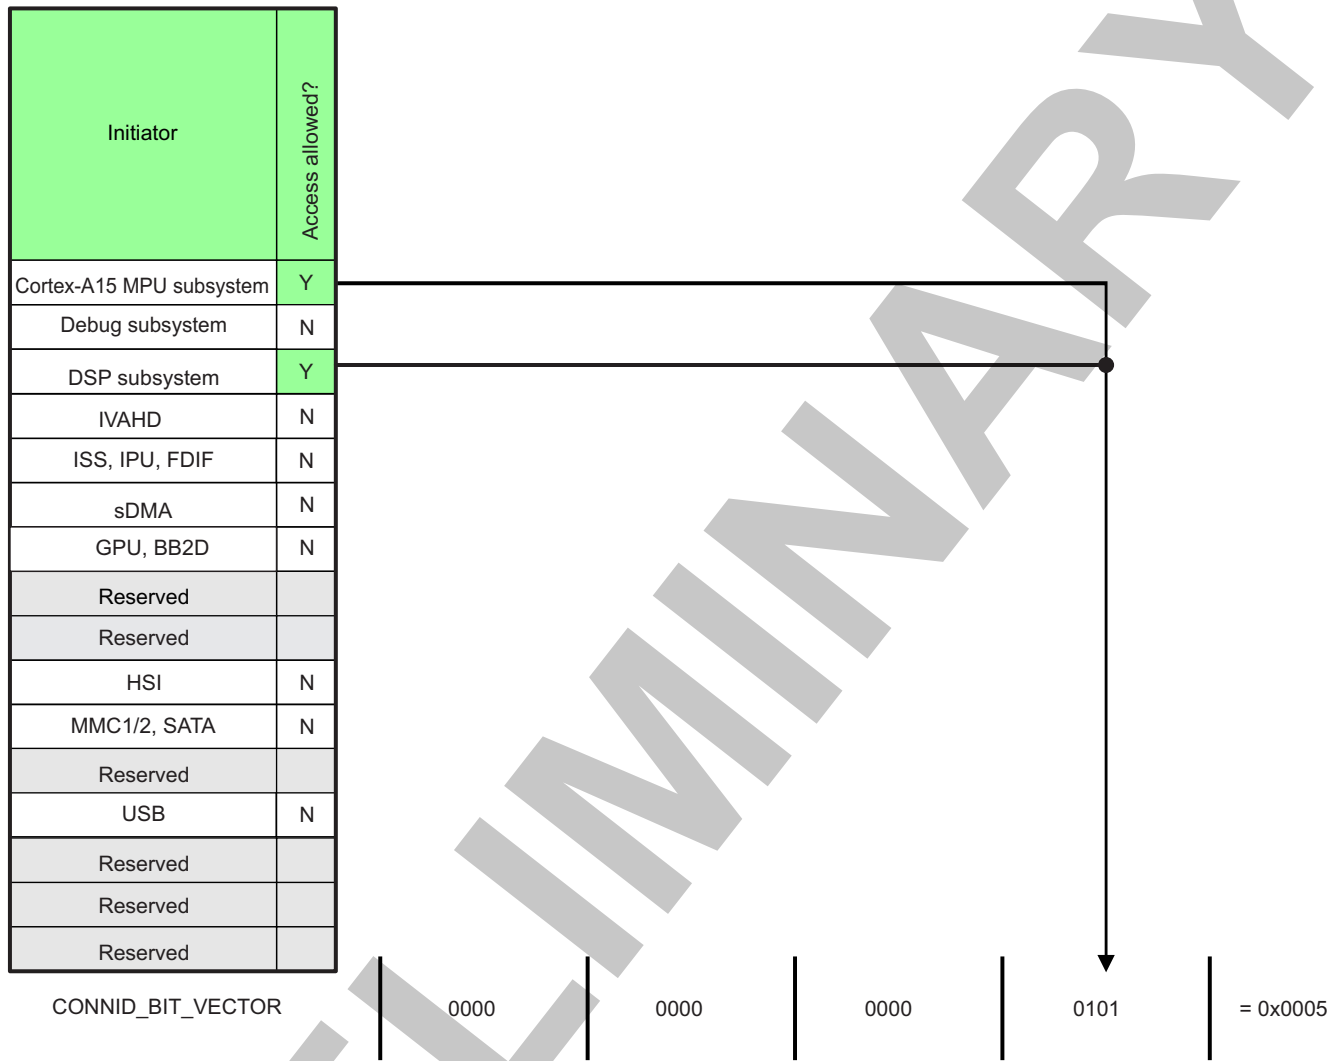 Initiator
Access allowed?
Cortex-A15 MPU subsystem Y
Debug subsystem N
DSP subsystem Y
IVAHD N
ISS, IPU, FDIF N
sDMA N
GPU, BB2D N
Reserved
Reserved
HSI N
MMC1/2, SATA N
Reserved
USB N
Reserved
Reserved
Reserved
CONNID_BIT_VECTOR 0000 0000 0000 0101 = 0x0005
LIMINARY